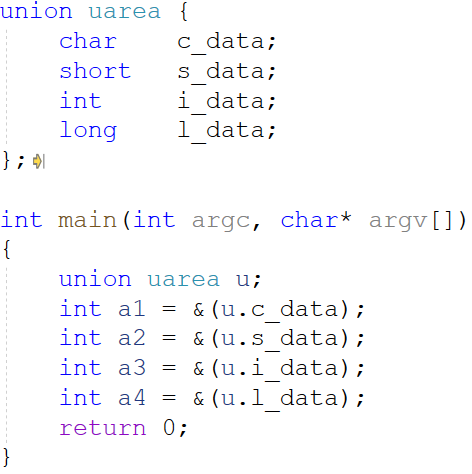 union uarea {
    char    c_data;
    short   s_data;
    int     i_data;
    long    l_data;
};

int main(int argc, char* argv[])
{
    union uarea u;
    int a1 = &(u.c_data);
    int a2 = &(u.s_data);
    int a3 = &(u.i_data);
    int a4 = &(u.l_data);
    return 0;
}